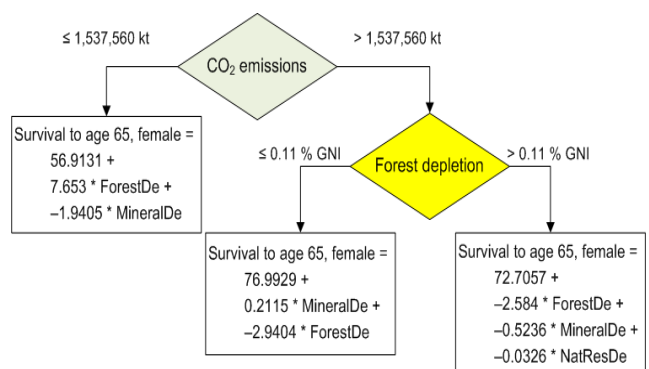 ≤ 1,537,560 kt
> 1,537,560 kt
CO₂ emissions
Survival to age 65, female =
56.9131 +
7.653 * ForestDe +
–1.9405 * MineralDe
≤ 0.11 % GNI
Forest depletion
> 0.11 % GNI
Survival to age 65, female =
76.9929 +
0.2115 * MineralDe +
–2.9404 * ForestDe
Survival to age 65, female =
72.7057 +
–2.584 * ForestDe +
–0.5236 * MineralDe +
–0.0326 * NatResDe